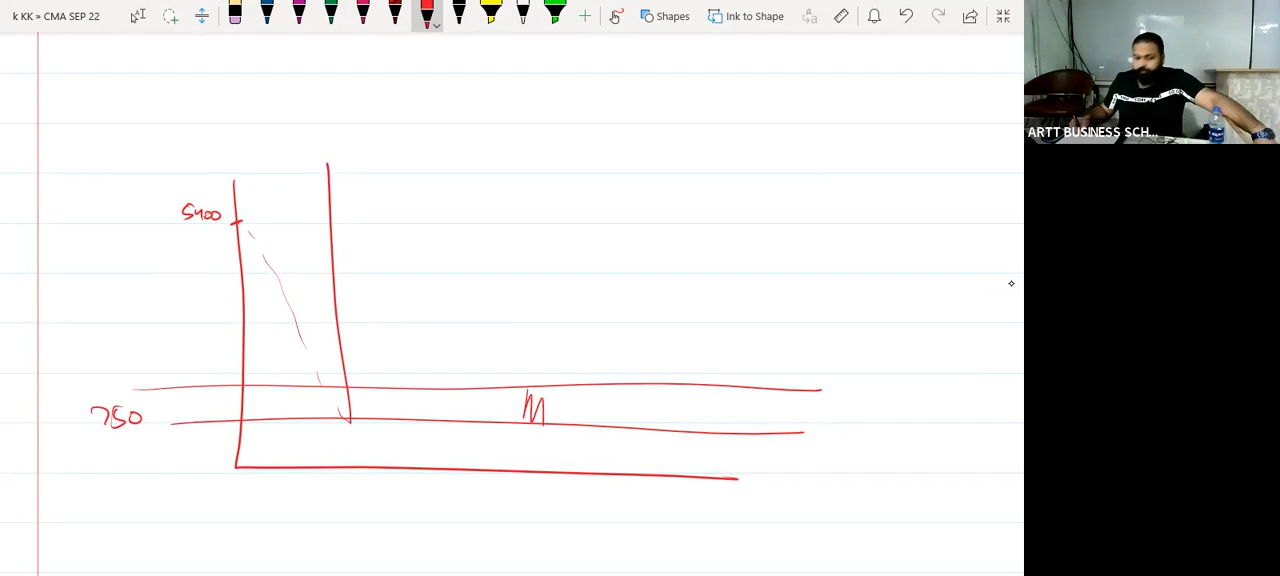 k KK » CMA SEP 22
Shapes
Ink to Shape
ARTT BUSINESS SCH...
5400
750
M